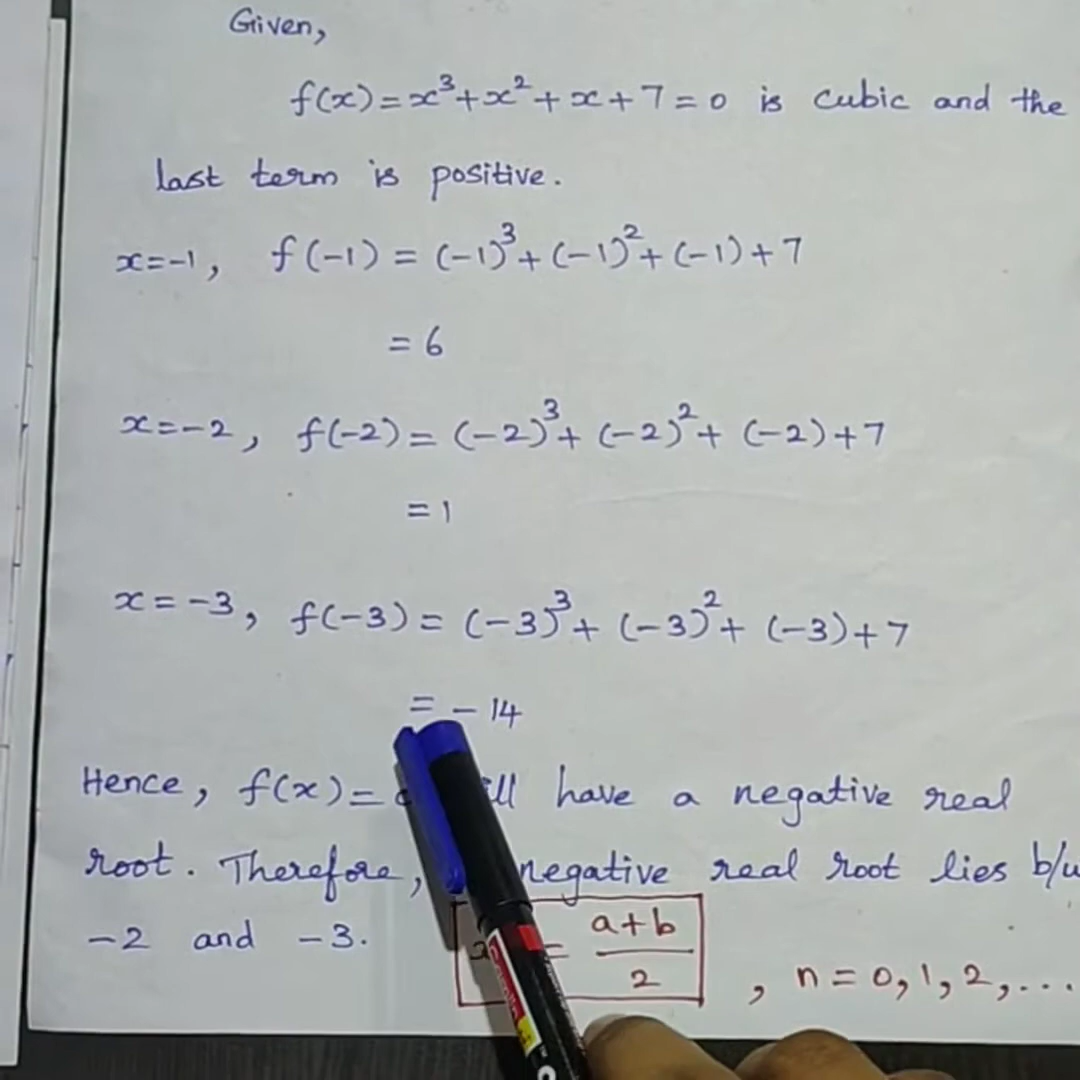 Given,
f(x)=x³+x²+x+7=0 is cubic and the
last term is positive.
x=-1, f(-1) = (-1)³+(-1)²+(-1)+7
= 6
x=-2, f(-2) = (-2)³+(-2)²+(-2)+7
= 1
x=-3, f(-3) = (-3)³+(-3)²+(-3)+7
= -14
Hence, f(x)= have a negative real
root. Therefore, negative real root lies b/w
-2 and -3.
= a+b/2, n=0,1,2,...